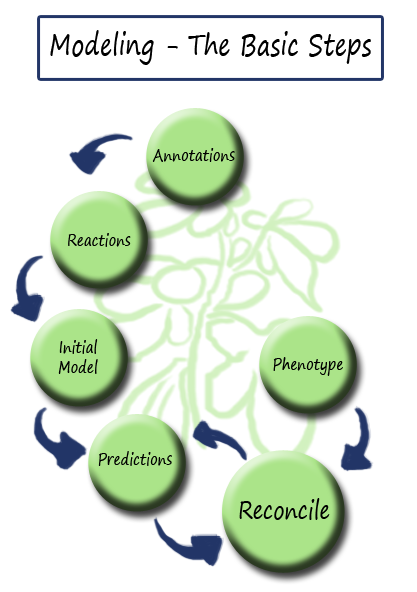 Modeling - The Basic Steps
Annotations
Reactions
Initial
Model
Phenotype
Predictions
Reconcile